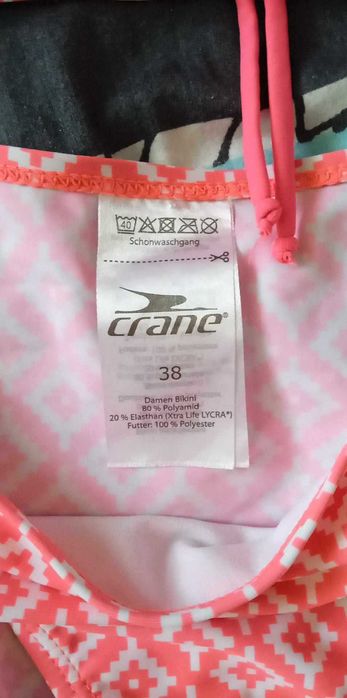 40
Schonwaschgang
crane®
38
Damen Bikini
80 % Polyamid
20 % Elasthan (Xtra Life LYCRA®)
Futter: 100 % Polyester